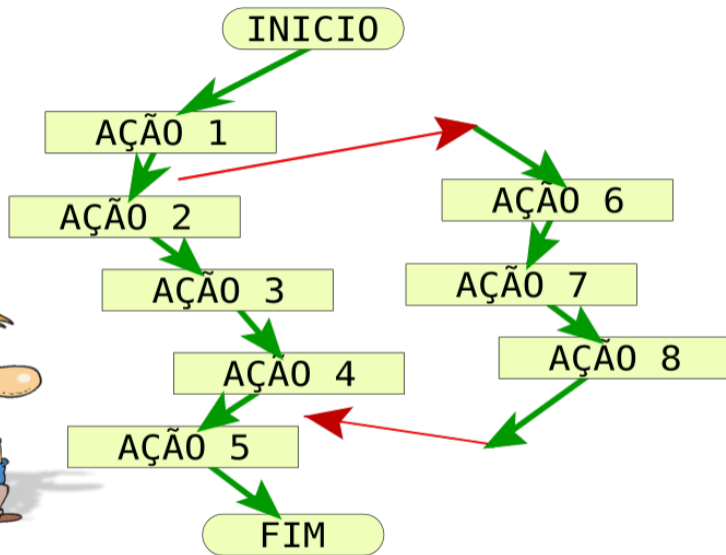 INICIO
AÇÃO 1
AÇÃO 2
AÇÃO 3
AÇÃO 4
AÇÃO 5
FIM
AÇÃO 6
AÇÃO 7
AÇÃO 8